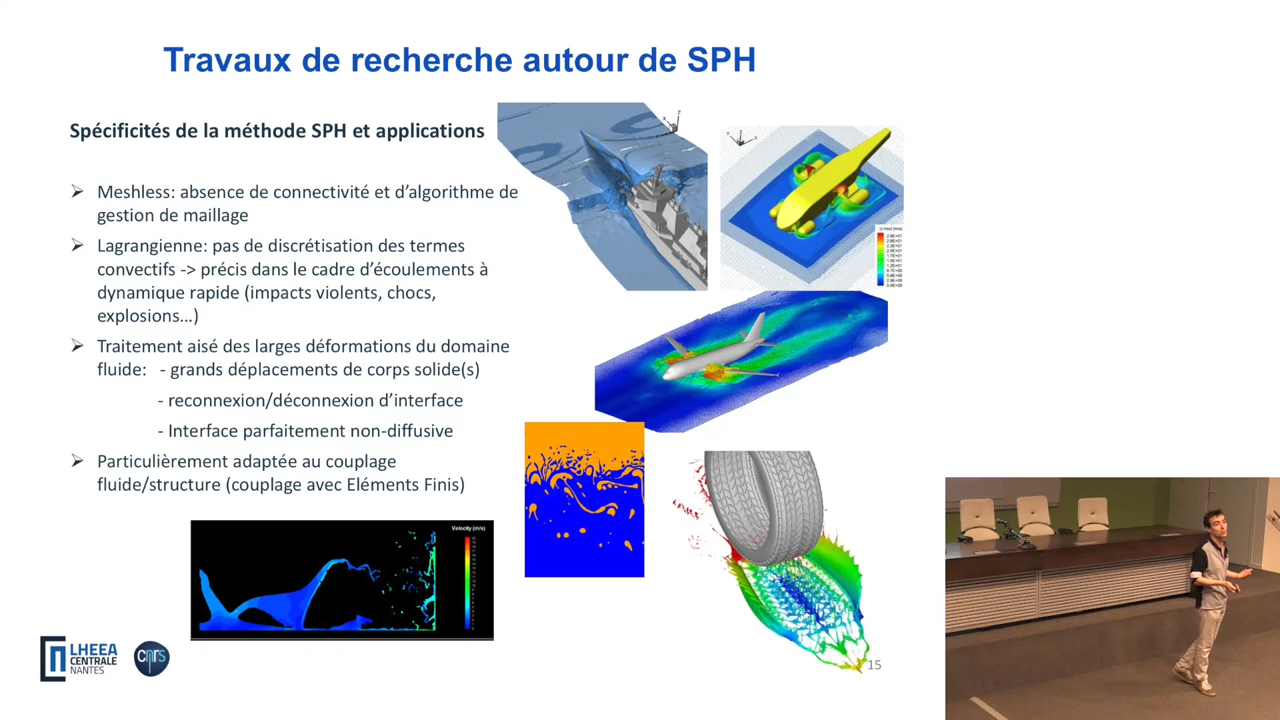 Travaux de recherche autour de SPH
Spécificités de la méthode SPH et applications
➢ Meshless: absence de connectivité et d’algorithme de
gestion de maillage
➢ Lagrangienne: pas de discrétisation des termes
convectifs -> précis dans le cadre d’écoulements à
dynamique rapide (impacts violents, chocs,
explosions…)
➢ Traitement aisé des larges déformations du domaine
fluide: - grands déplacements de corps solide(s)
- reconnexion/déconnexion d’interface
- Interface parfaitement non-diffusive
➢ Particulièrement adaptée au couplage
fluide/structure (couplage avec Eléments Finis)
Velocity (m/s)
LHEEA
CENTRALE
NANTES
cnrs
15